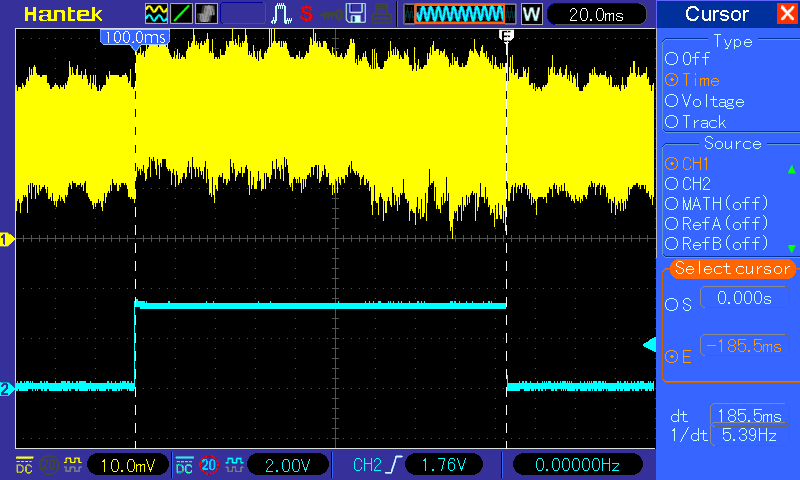 Hantek
S
W
20.0ms
Cursor
100.0ms
E
Type
Off
Time
Voltage
Track
Source
CH1
CH2
MATH(off)
RefA(off)
RefB(off)
Select cursor
S 0.000s
E -185.5ms
dt 185.5ms
1/dt 5.39Hz
1
2
DC 20 10.0mV DC 20 2.00V CH2 1.76V 0.00000Hz